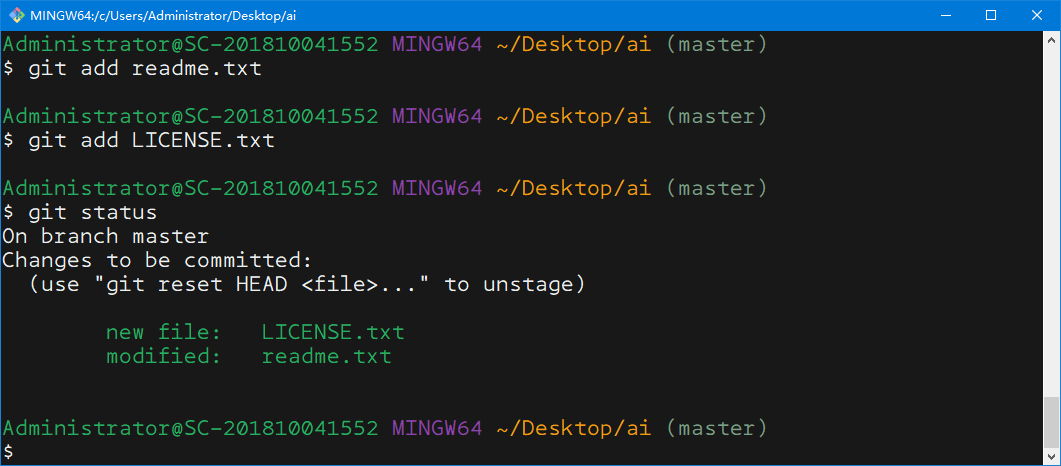 MINGW64:/c/Users/Administrator/Desktop/ai
Administrator@SC-201810041552 MINGW64 ~/Desktop/ai (master)
$ git add readme.txt
Administrator@SC-201810041552 MINGW64 ~/Desktop/ai (master)
$ git add LICENSE.txt
Administrator@SC-201810041552 MINGW64 ~/Desktop/ai (master)
$ git status
On branch master
Changes to be committed:
  (use "git reset HEAD <file>..." to unstage)
        new file:   LICENSE.txt
        modified:   readme.txt
Administrator@SC-201810041552 MINGW64 ~/Desktop/ai (master)
$